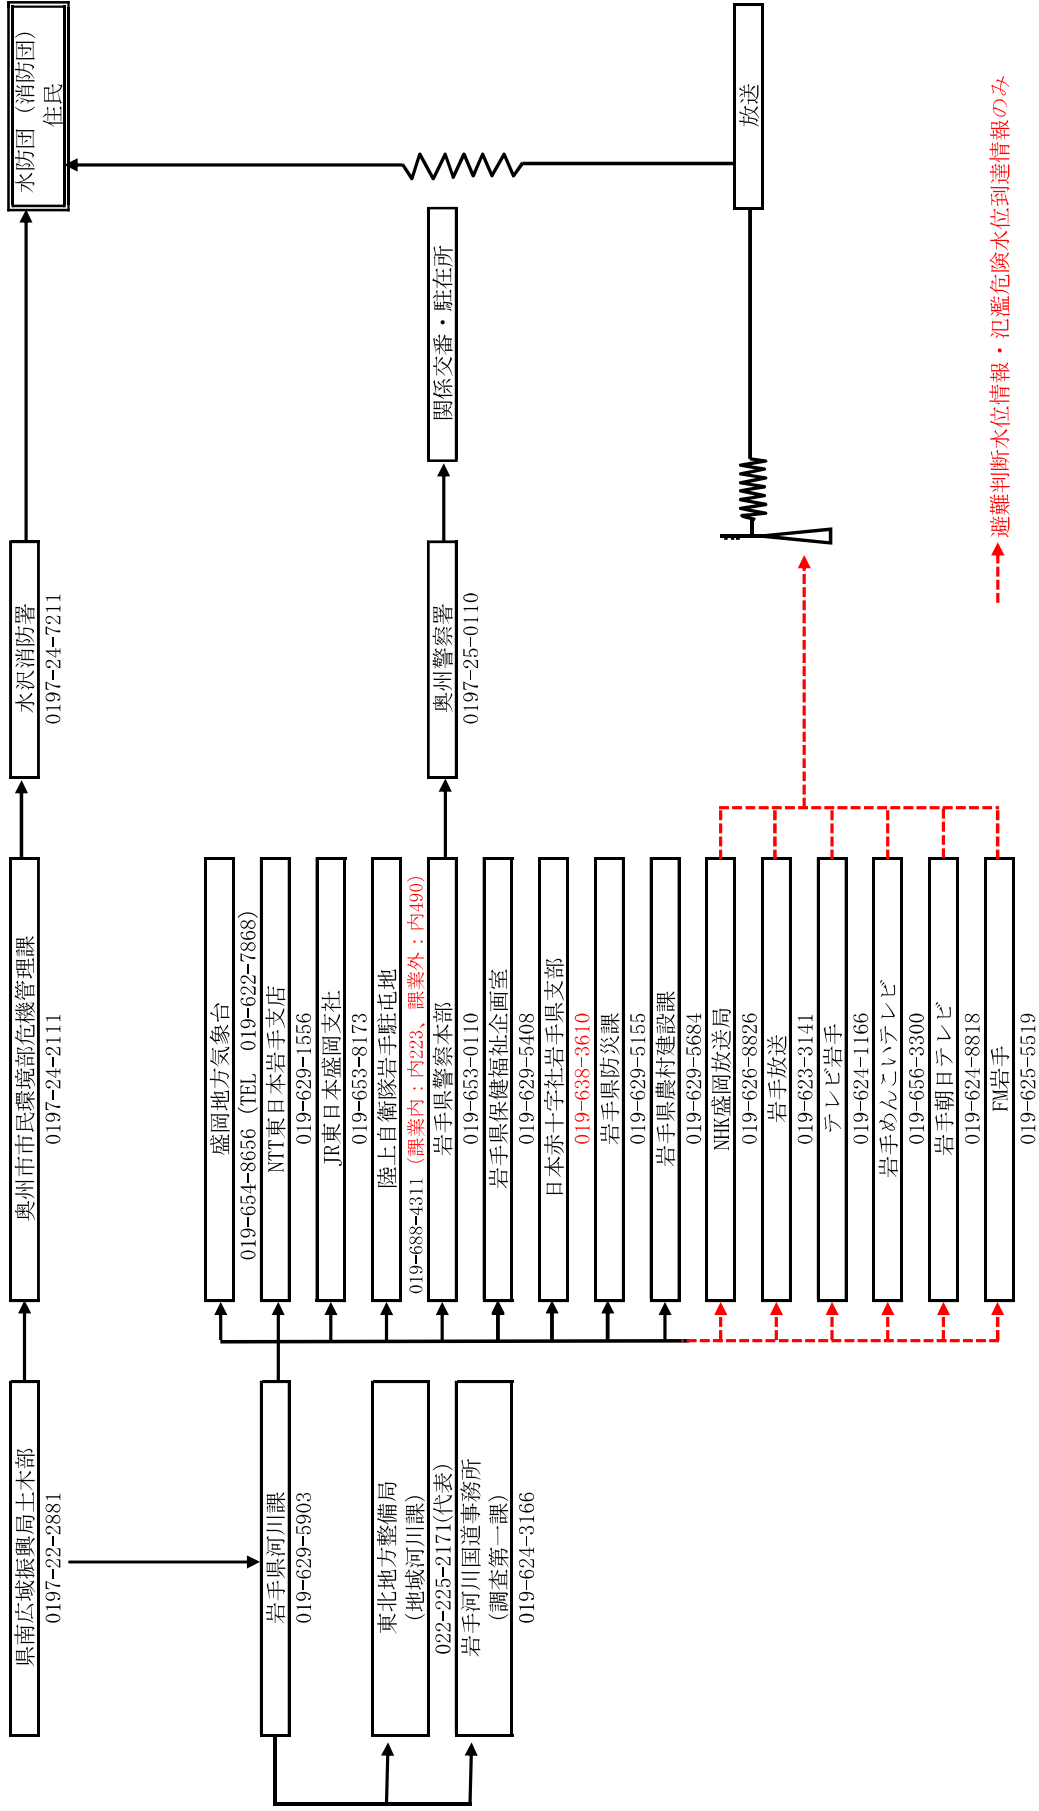 県南広域振興局土木部
0197-22-2881
奥州市市民環境部危機管理課
0197-24-2111
水沢消防署
0197-24-7211
水防団（消防団）
住民
岩手県河川課
019-629-5903
東北地方整備局
(地域河川課)
022-225-2171(代表)
岩手河川国道事務所
(調査第一課)
019-624-3166
盛岡地方気象台
019-654-8656（TEL　019-622-7868）
NTT東日本岩手支店
019-629-1556
JR東日本盛岡支社
019-653-8173
陸上自衛隊岩手駐屯地
019-688-4311（課業内：内223、課業外：内490）
岩手県警察本部
019-653-0110
岩手県保健福祉企画室
019-629-5408
日本赤十字社岩手県支部
019-638-3610
岩手県防災課
019-629-5155
岩手県農村建設課
019-629-5684
NHK盛岡放送局
019-626-8826
岩手放送
019-623-3141
テレビ岩手
019-624-1166
岩手めんこいテレビ
019-656-3300
岩手朝日テレビ
019-624-8818
FM岩手
019-625-5519
奥州警察署
0197-25-0110
関係交番・駐在所
放送
避難判断水位情報・氾濫危険水位到達情報のみ